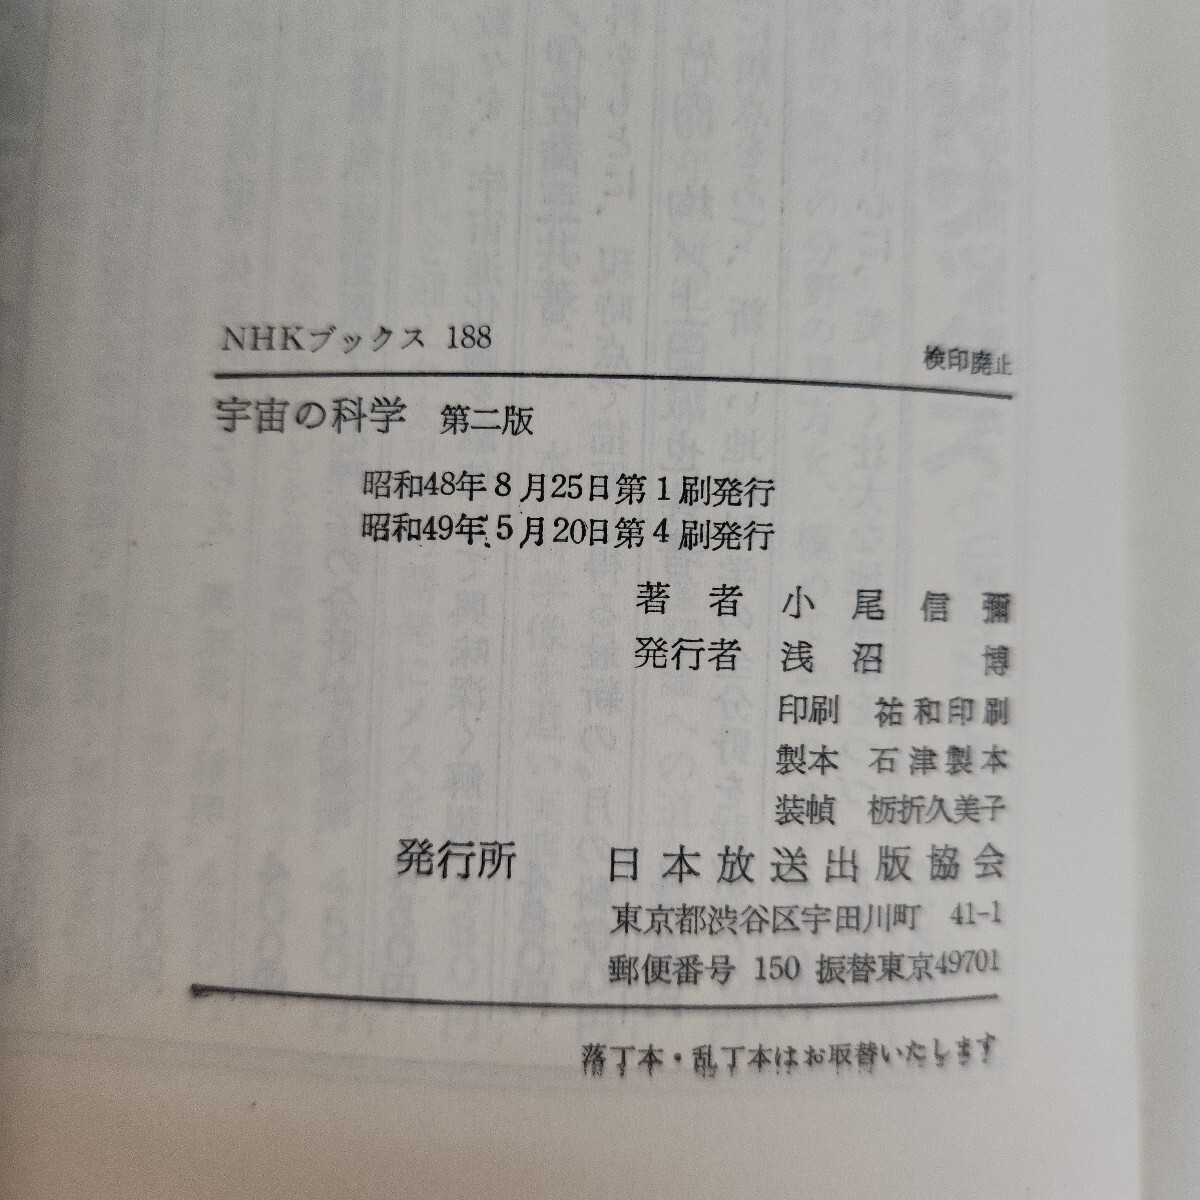 NHKブックス 188
検印廃止
宇宙の科学 第二版
昭和48年8月25日第1刷発行
昭和49年5月20日第4刷発行
著者 小尾信彌
発行者 浅沼博
印刷 祐和印刷
製本 石津製本
装幀 栃折久美子
発行所 日本放送出版協会
東京都渋谷区宇田川町 41-1
郵便番号 150 振替東京49701
落丁本・乱丁本はお取替いたします